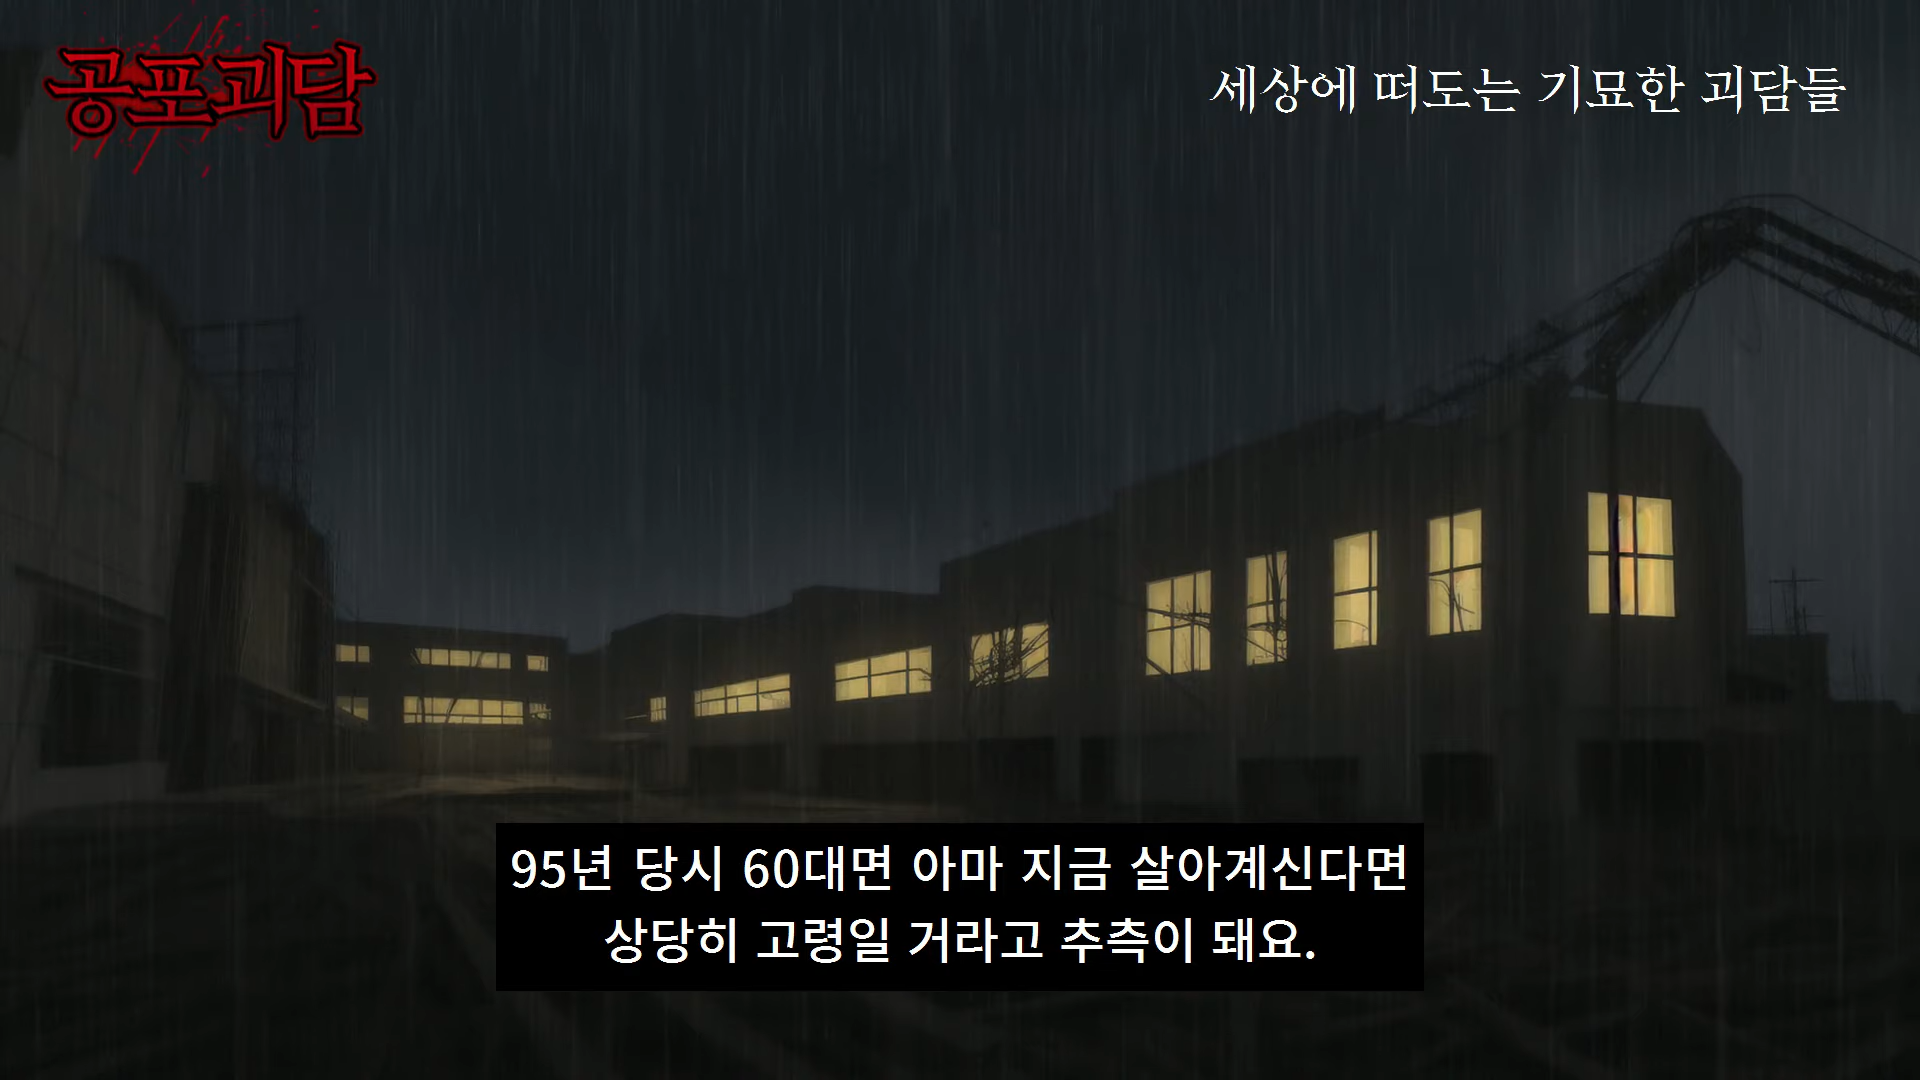 공포괴담
세상에 떠도는 기묘한 괴담들
95년 당시 60대면 아마 지금 살아계신다면
상당히 고령일 거라고 추측이 돼요.